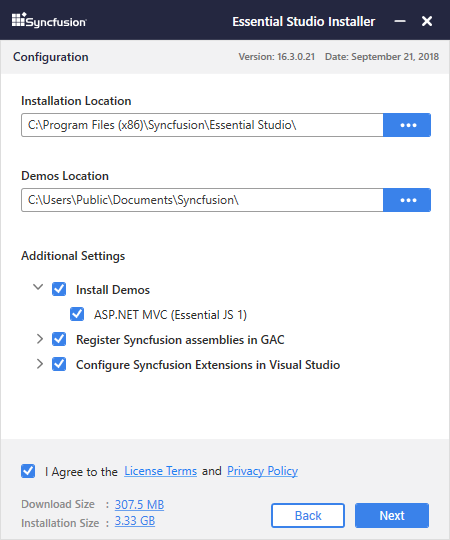 Syncfusion Essential Studio Installer
Configuration Version: 16.3.0.21 Date: September 21, 2018
Installation Location
C:\Program Files (x86)\Syncfusion\Essential Studio\
Demos Location
C:\Users\Public\Documents\Syncfusion\
Additional Settings
Install Demos
ASP.NET MVC (Essential JS 1)
Register Syncfusion assemblies in GAC
Configure Syncfusion Extensions in Visual Studio
I Agree to the License Terms and Privacy Policy
Download Size : 307.5 MB
Installation Size : 3.33 GB
Back Next